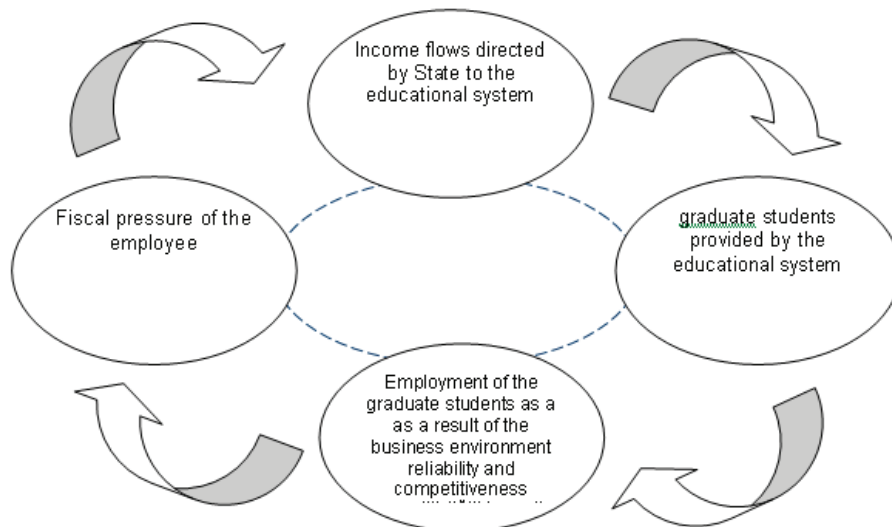 Income flows directed
by State to the
educational system
Fiscal pressure of the
employee
graduate students
provided by the
educational system
Employment of the
graduate students as a
as a result of the
business environment
reliability and
competitiveness